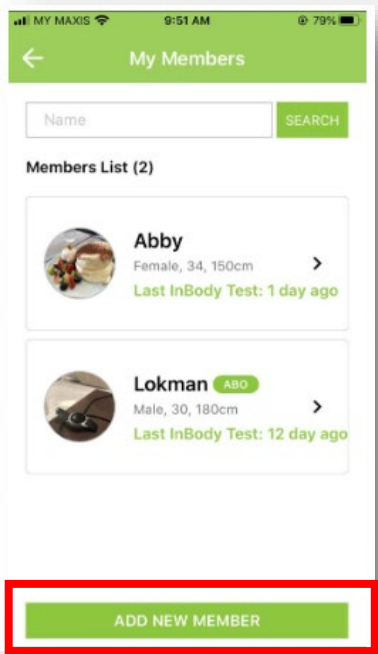 MY MAXIS 9:51 AM 79%
My Members
Name SEARCH
Members List (2)
Abby
Female, 34, 150cm
Last InBody Test: 1 day ago
Lokman ABO
Male, 30, 180cm
Last InBody Test: 12 day ago
ADD NEW MEMBER